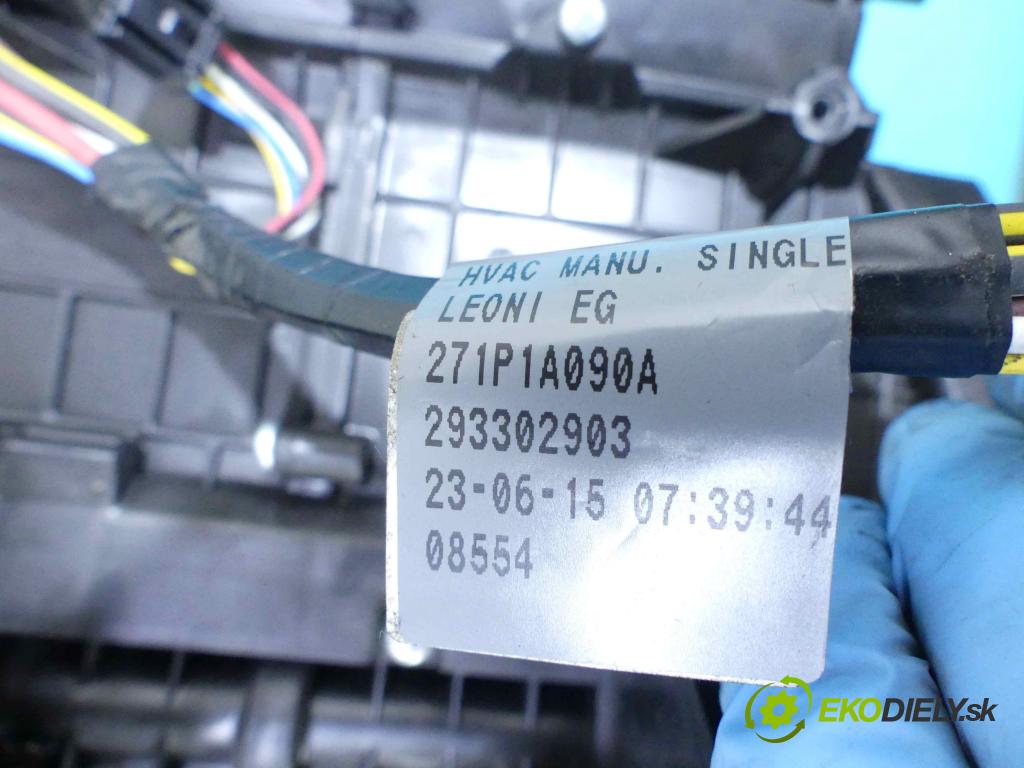 HVAC MANU. SINGLE
LEONI EG
271P1A090A
293302903
23-06-15 07:39:44
08554
EKODIELY.sk